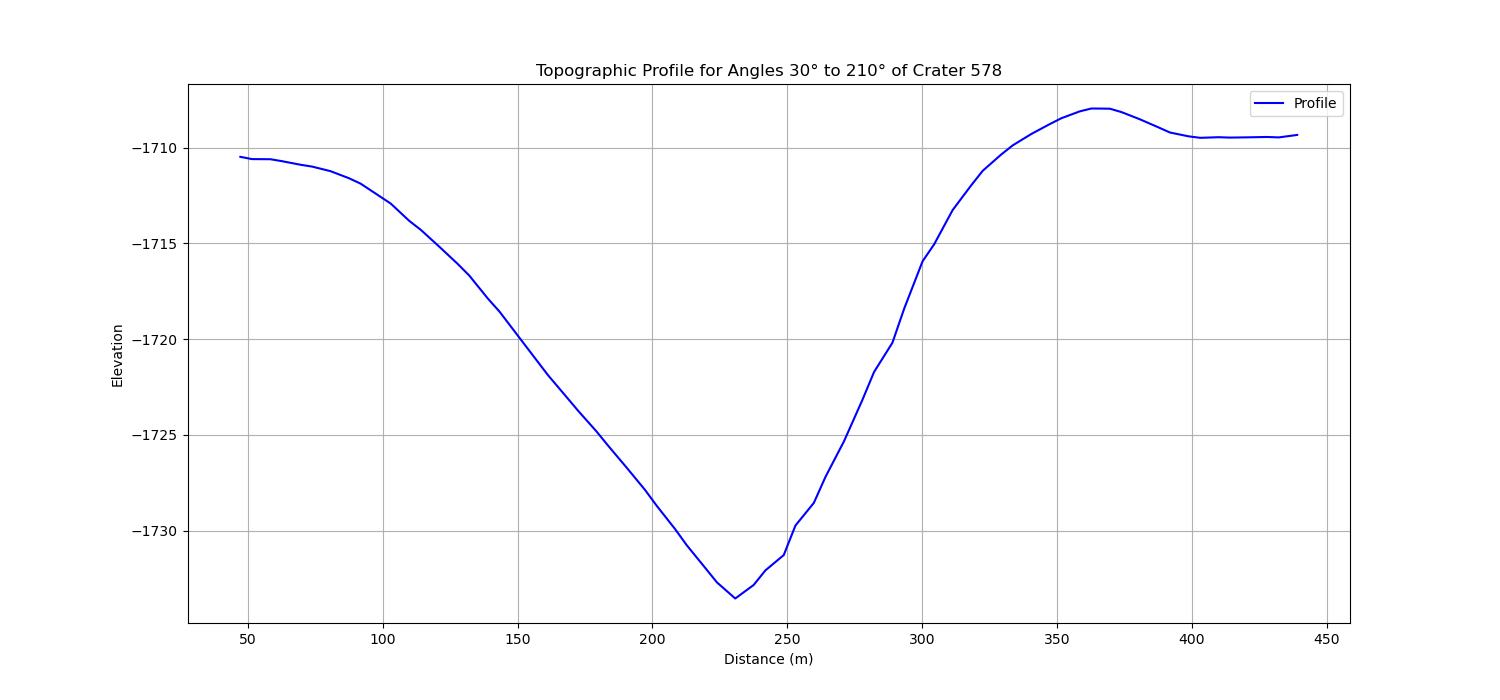 Topographic Profile for Angles 30° to 210° of Crater 578
Profile
−1710
−1715
−1720
−1725
−1730
Elevation
50 100 150 200 250 300 350 400 450
Distance (m)